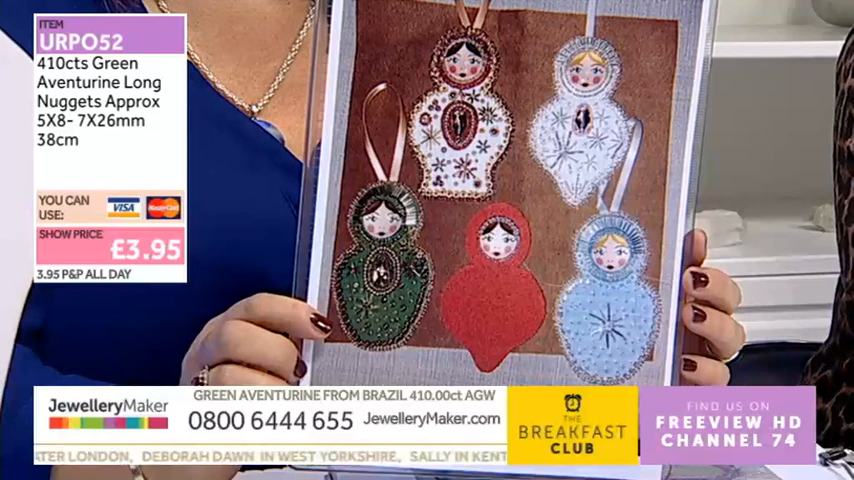 ITEM
URPO52
410cts Green
Aventurine Long
Nuggets Approx
5X8- 7X26mm
38cm
YOU CAN
USE:
VISA
MasterCard
SHOW PRICE
£3.95
3.95 P&P ALL DAY
JewelleryMaker
GREEN AVENTURINE FROM BRAZIL 410.00ct AGW
0800 6444 655
JewelleryMaker.com
THE
BREAKFAST
CLUB
FIND US ON
FREEVIEW HD
CHANNEL 74
ATER LONDON, DEBORAH DAWN IN WEST YORKSHIRE, SALLY IN KENT